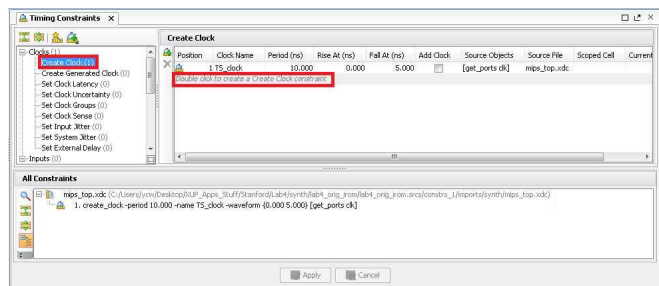 Timing Constraints
Create Clock
Clocks (1)
Create Clock (1)
Create Generated Clock (0)
Set Clock Latency (0)
Set Clock Uncertainty (0)
Set Clock Groups (0)
Set Clock Sense (0)
Set Input Jitter (0)
Set System Jitter (0)
Set External Delay (0)
Inputs (0)
Position Clock Name Period (ns) Rise At (ns) Fall At (ns) Add Clock Source Objects Source File Scoped Cell Current
1 TS_clock 10.000 0.000 5.000 [get_ports clk] mips_top.xdc
Double click to create a Create Clock constraint
All Constraints
mips_top.xdc (C:/Users/ycw/Desktop/XUP_Apps_Stuff/Stanford/Lab4/synth/lab4_orig_irom/lab4_orig_irom.srcs/constrs_1/imports/synth/mips_top.xdc)
1. create_clock -period 10.000 -name TS_clock -waveform {0.000 5.000} [get_ports clk]
Apply Cancel